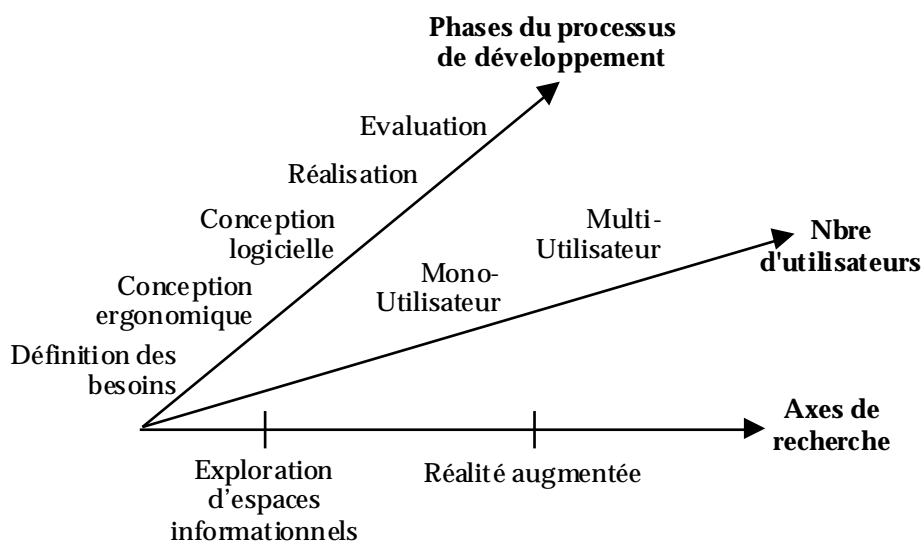 Phases du processus
de développement
Evaluation
Réalisation
Conception
logicielle
Conception
ergonomique
Définition des
besoins
Multi-
Utilisateur
Mono-
Utilisateur
Nbre
d'utilisateurs
Axes de
recherche
Exploration
d'espaces
informationnels
Réalité augmentée